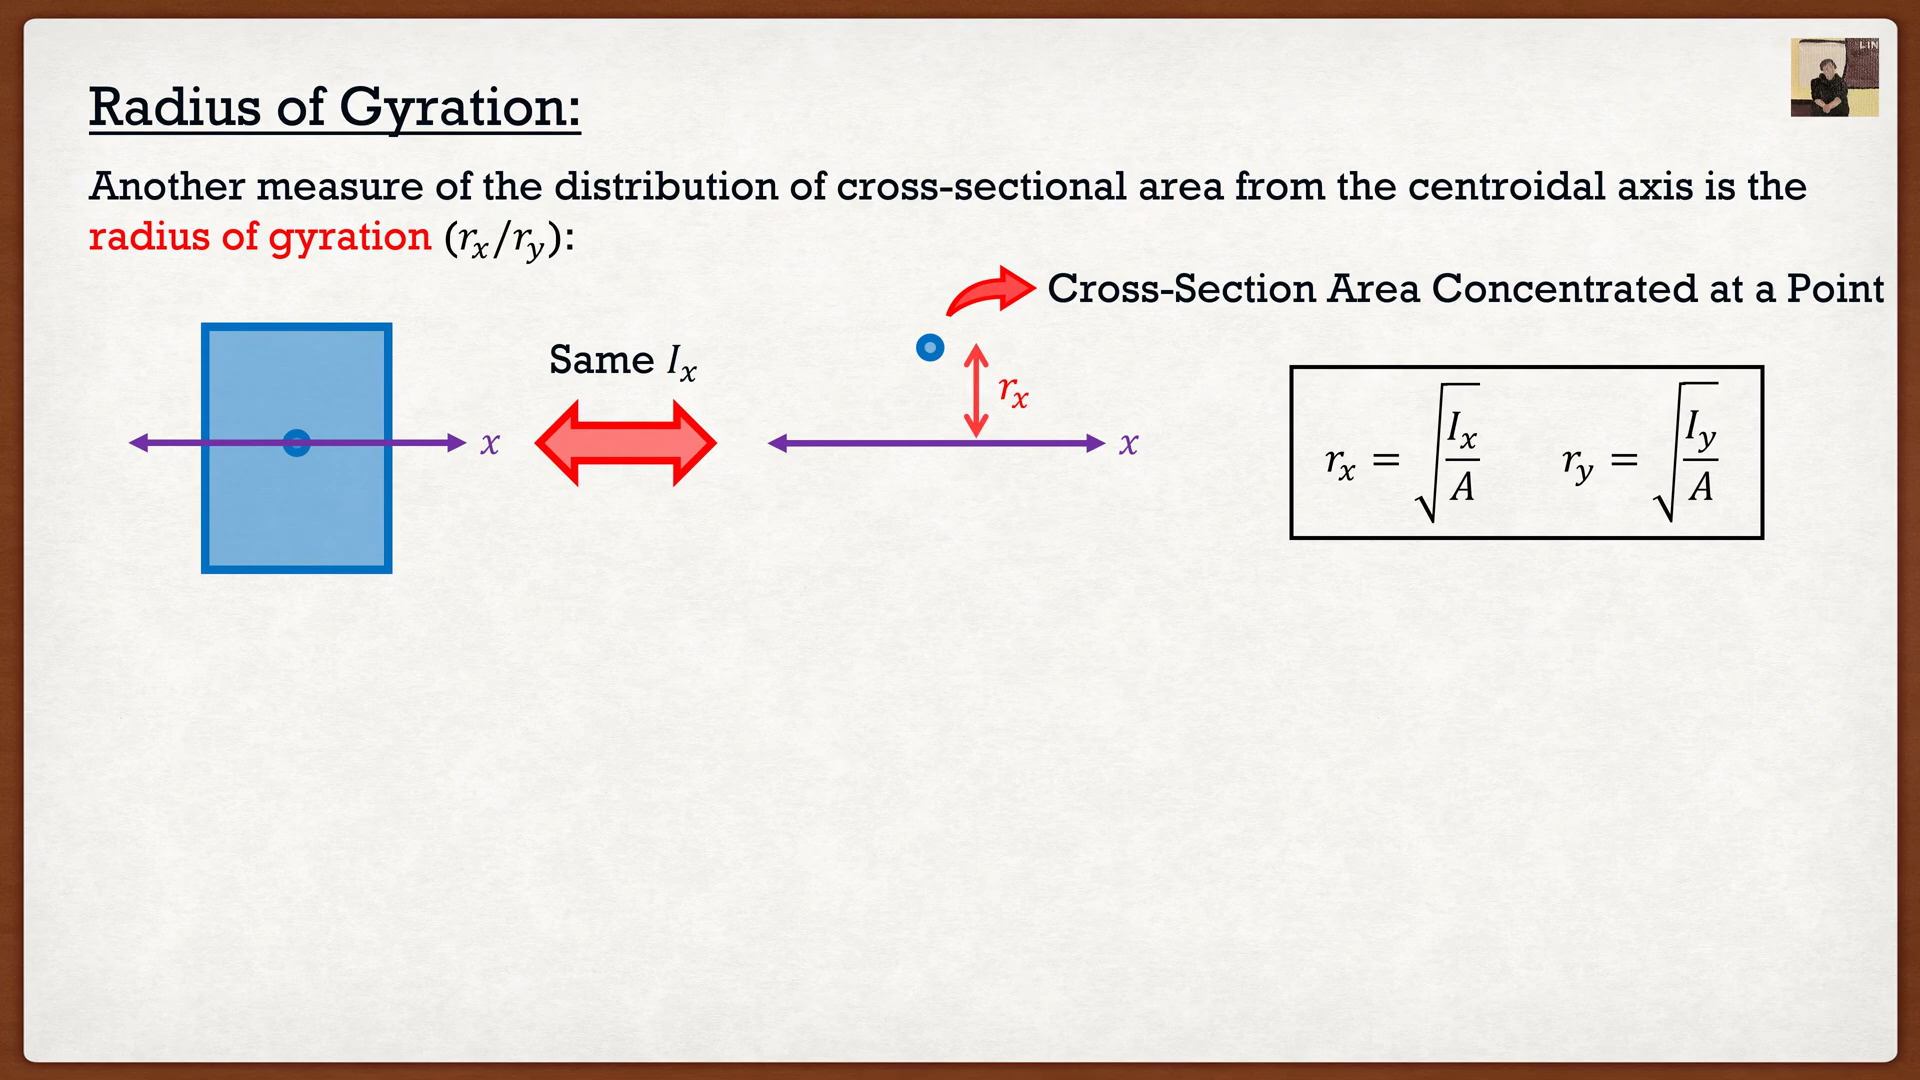 LIN
Radius of Gyration:
Another measure of the distribution of cross-sectional area from the centroidal axis is the
radius of gyration (r_x/r_y):
Cross-Section Area Concentrated at a Point
Same I_x
r_x
x
x
r_x = √(I_x/A) r_y = √(I_y/A)